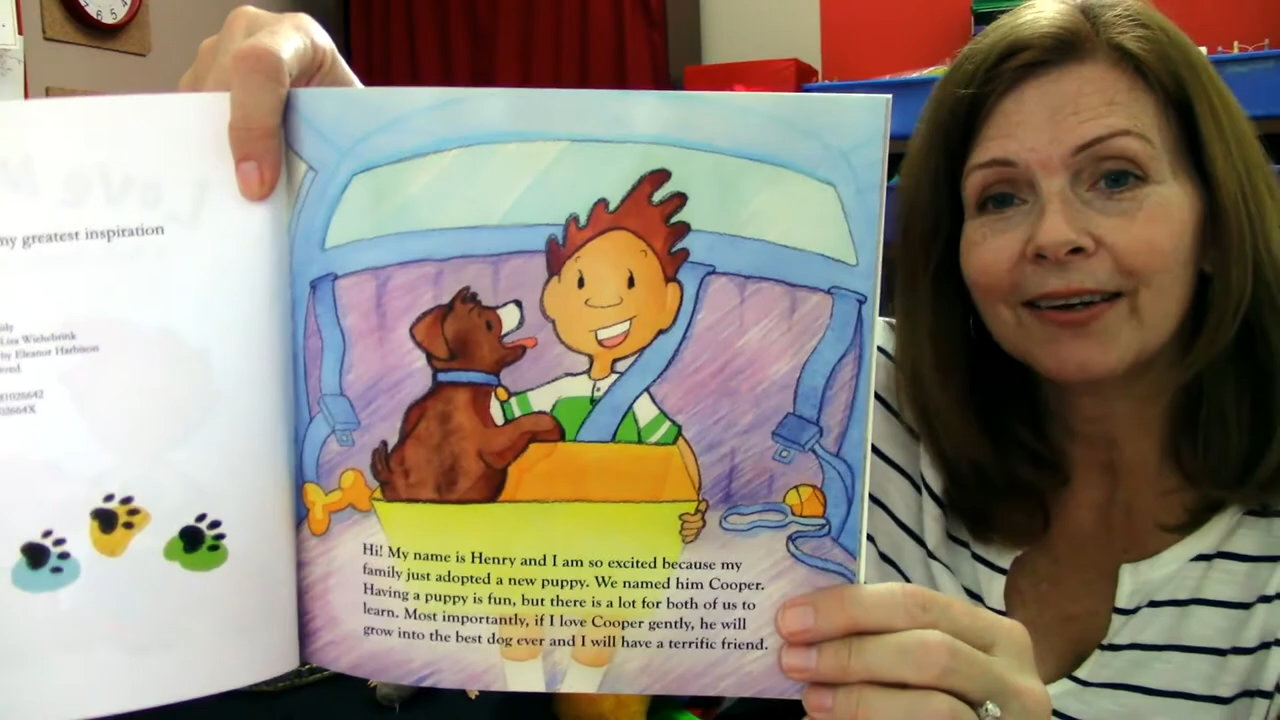 my greatest inspiration
Liza Wiehebrink
by Eleanor Harbison
Hi! My name is Henry and I am so excited because my
family just adopted a new puppy. We named him Cooper.
Having a puppy is fun, but there is a lot for both of us to
learn. Most importantly, if I love Cooper gently, he will
grow into the best dog ever and I will have a terrific friend.